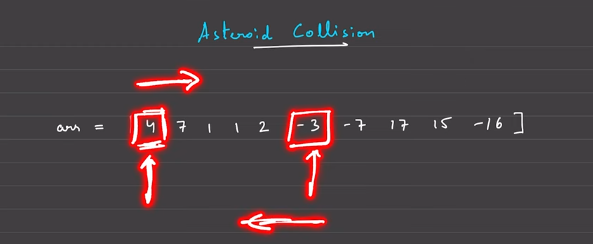 Asteroid Collision
arr = 4 7 1 1 2 -3 -7 17 15 -16 ]